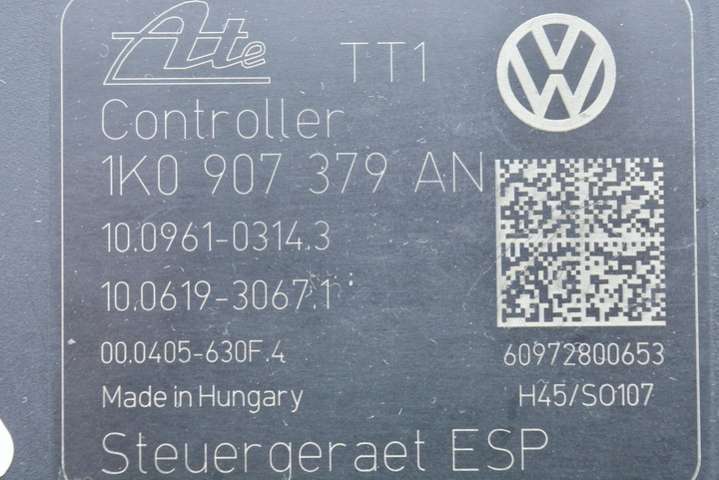 Ate TT1
Controller
1K0 907 379 AN
10.0961-0314.3
10.0619-3067.1
00.0405-630F.4 60972800653
Made in Hungary H45/SO107
Steuergeraet ESP